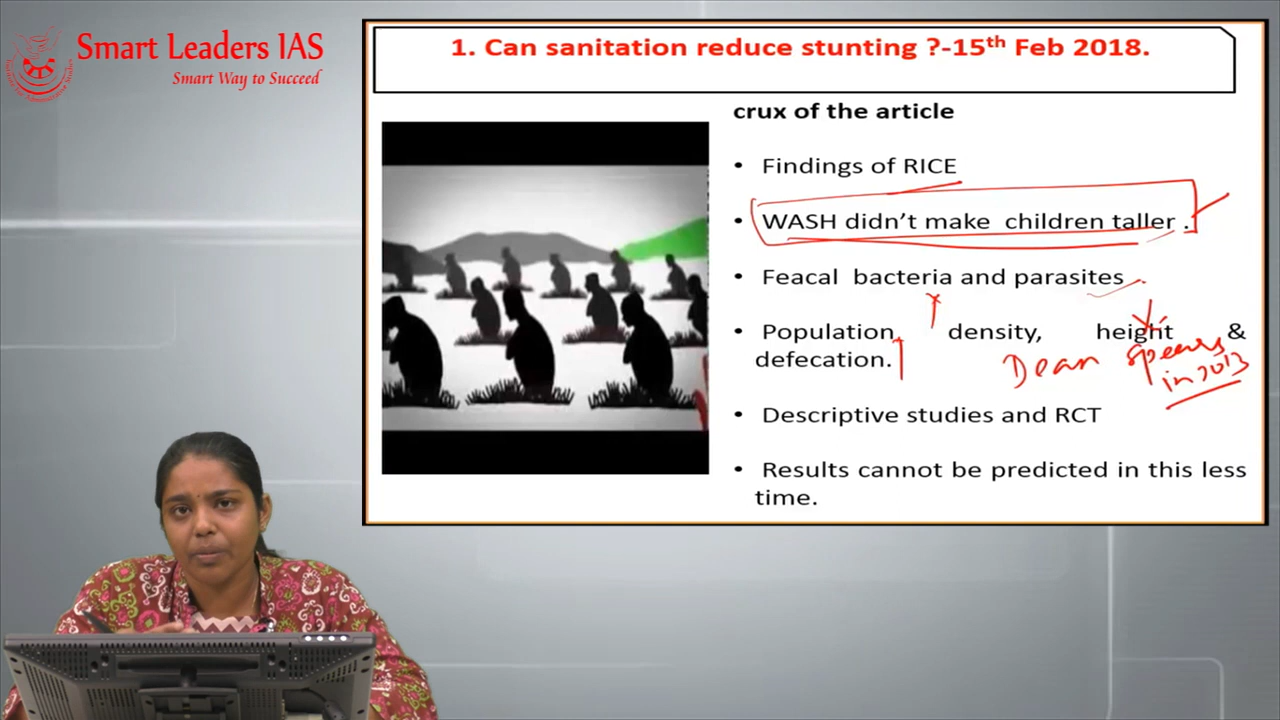 Smart Leaders IAS
Smart Way to Succeed
1. Can sanitation reduce stunting ?-15th Feb 2018.
crux of the article
• Findings of RICE
• WASH didn't make children taller .
• Feacal bacteria and parasites .
• Population, density, height &
defecation.
Dean Spears
in 2013
• Descriptive studies and RCT
• Results cannot be predicted in this less
time.